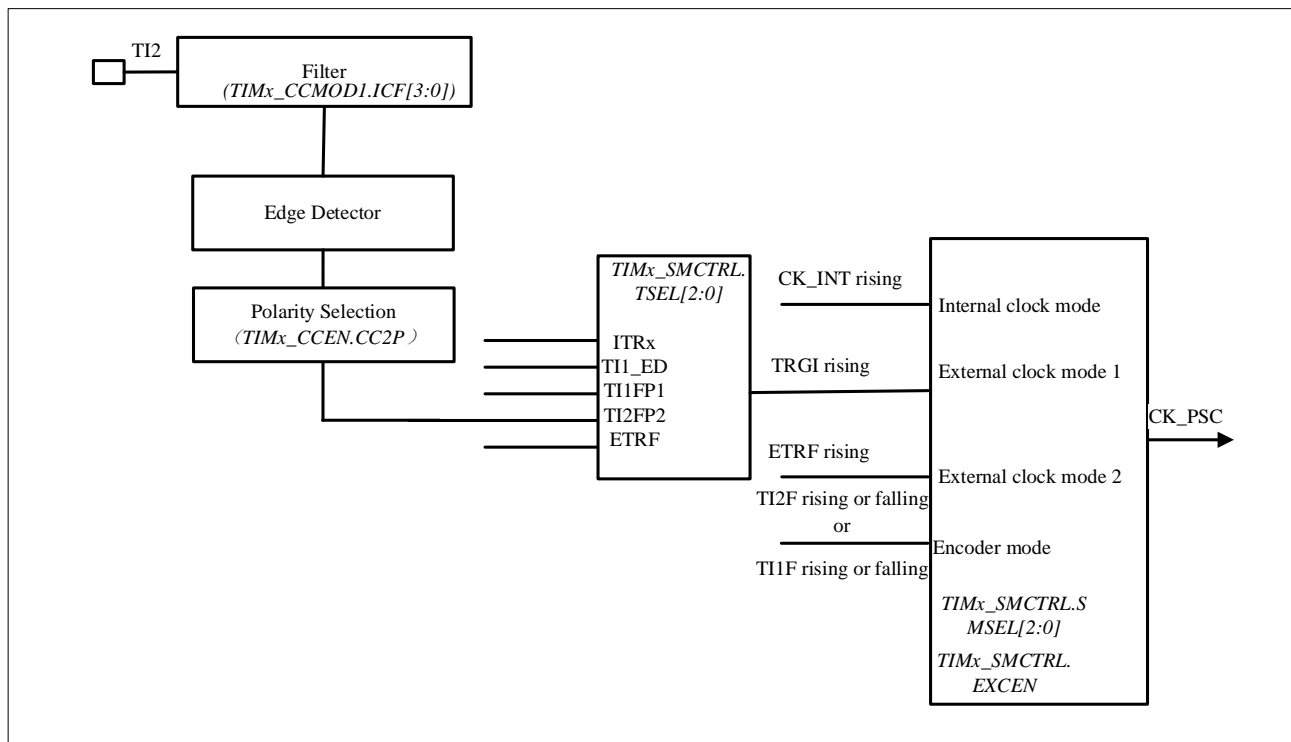 TI2
Filter
(TIMx_CCMOD1.ICF[3:0])
Edge Detector
Polarity Selection
（TIMx_CCEN.CC2P）
TIMx_SMCTRL.
TSEL[2:0]
ITRx
TI1_ED
TI1FP1
TI2FP2
ETRF
CK_INT rising
TRGI rising
ETRF rising
TI2F rising or falling
or
TI1F rising or falling
Internal clock mode
External clock mode 1
External clock mode 2
Encoder mode
TIMx_SMCTRL.S
MSEL[2:0]
TIMx_SMCTRL.
EXCEN
CK_PSC